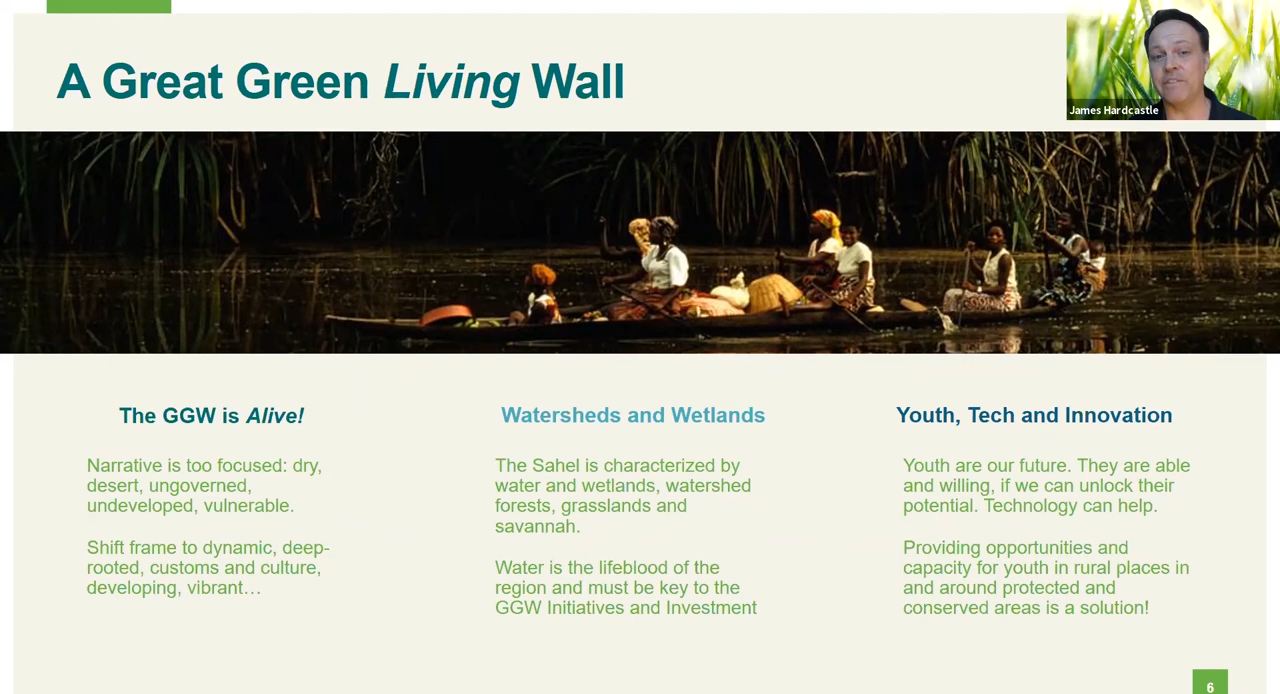 A Great Green Living Wall
James Hardcastle
The GGW is Alive!
Narrative is too focused: dry,
desert, ungoverned,
undeveloped, vulnerable.
Shift frame to dynamic, deep-
rooted, customs and culture,
developing, vibrant…
Watersheds and Wetlands
The Sahel is characterized by
water and wetlands, watershed
forests, grasslands and
savannah.
Water is the lifeblood of the
region and must be key to the
GGW Initiatives and Investment
Youth, Tech and Innovation
Youth are our future. They are able
and willing, if we can unlock their
potential. Technology can help.
Providing opportunities and
capacity for youth in rural places in
and around protected and
conserved areas is a solution!
6